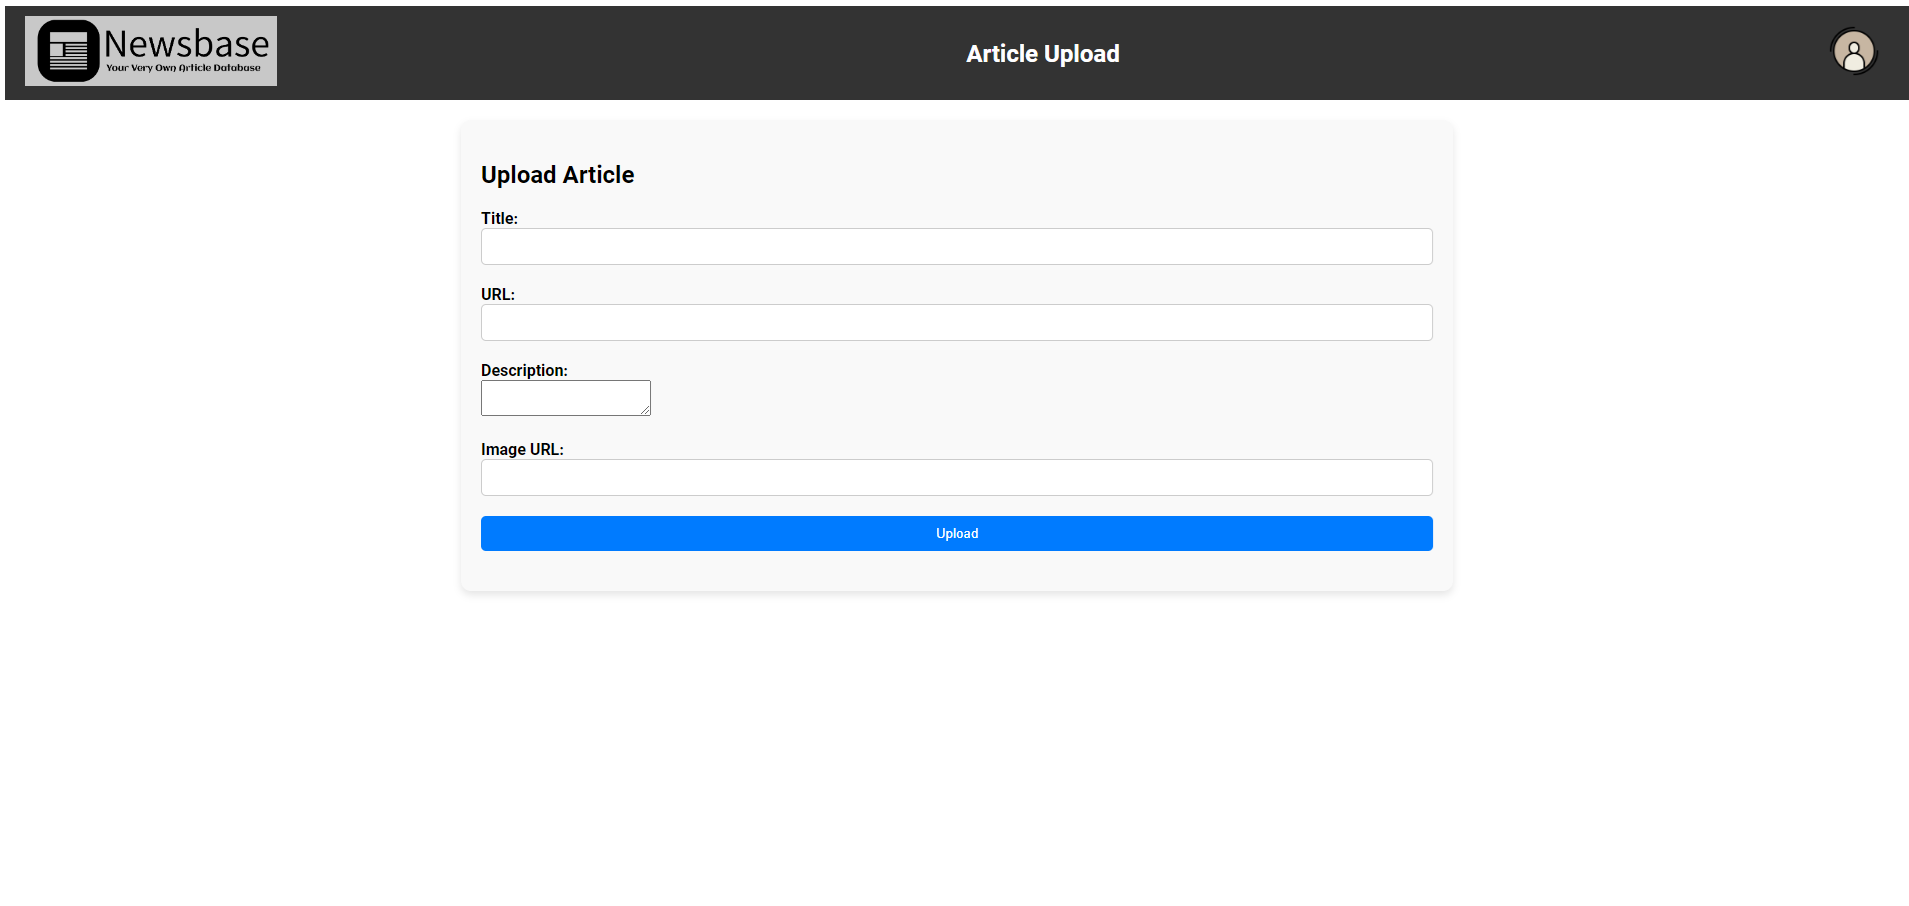 Newsbase
Your Very Own Article Database
Article Upload
Upload Article
Title:
URL:
Description:
Image URL:
Upload